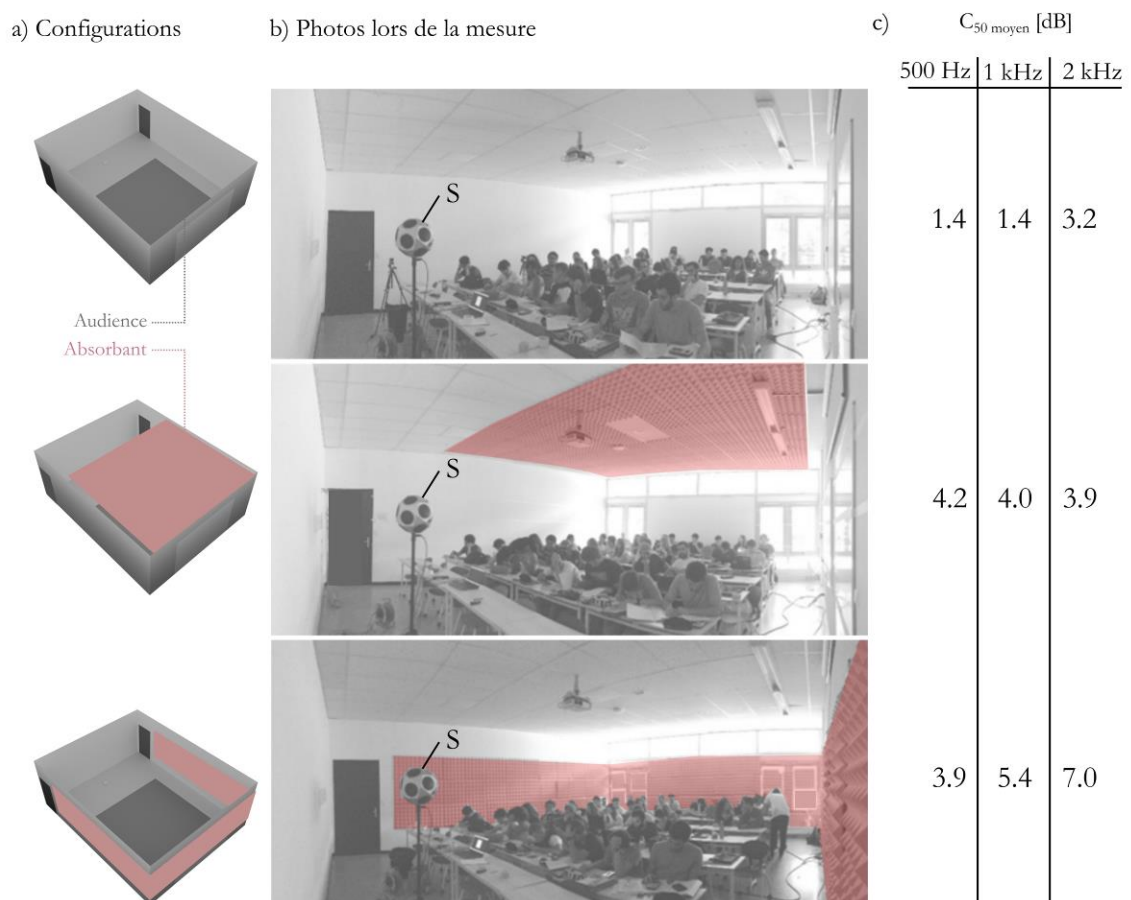 a) Configurations
b) Photos lors de la mesure
c)
C50 moyen [dB]
500 Hz 1 kHz 2 kHz
S
1.4 1.4 3.2
Audience
Absorbant
S
4.2 4.0 3.9
S
3.9 5.4 7.0